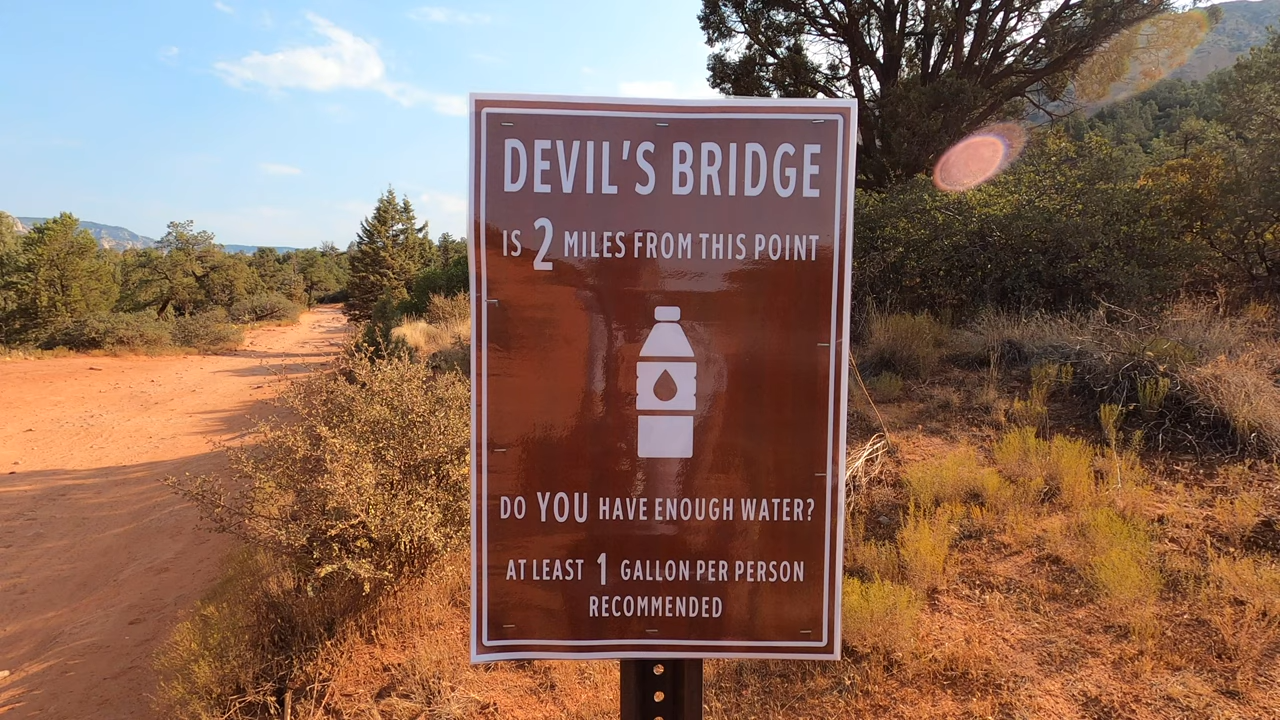 DEVIL'S BRIDGE
IS 2 MILES FROM THIS POINT
DO YOU HAVE ENOUGH WATER?
AT LEAST 1 GALLON PER PERSON
RECOMMENDED